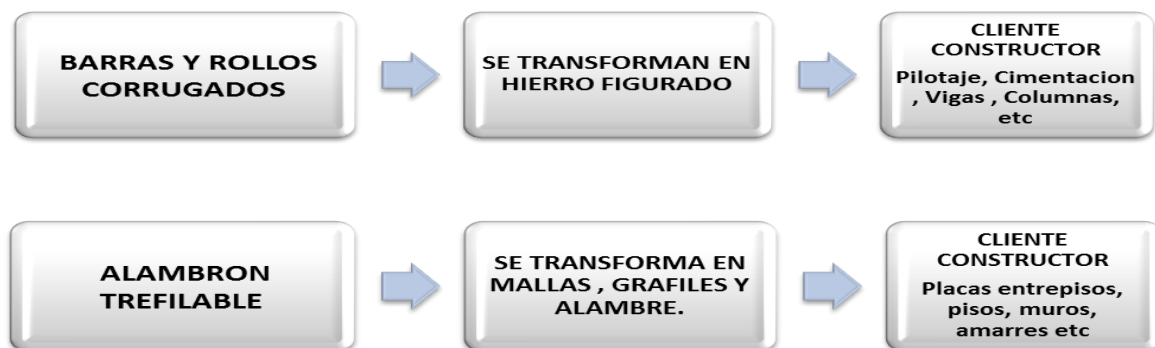 BARRAS Y ROLLOS
CORRUGADOS
SE TRANSFORMAN EN
HIERRO FIGURADO
CLIENTE
CONSTRUCTOR
Pilotaje, Cimentacion
, Vigas , Columnas,
etc
ALAMBRON
TREFILABLE
SE TRANSFORMA EN
MALLAS , GRAFILES Y
ALAMBRE.
CLIENTE
CONSTRUCTOR
Placas entrepisos,
pisos, muros,
amarres etc